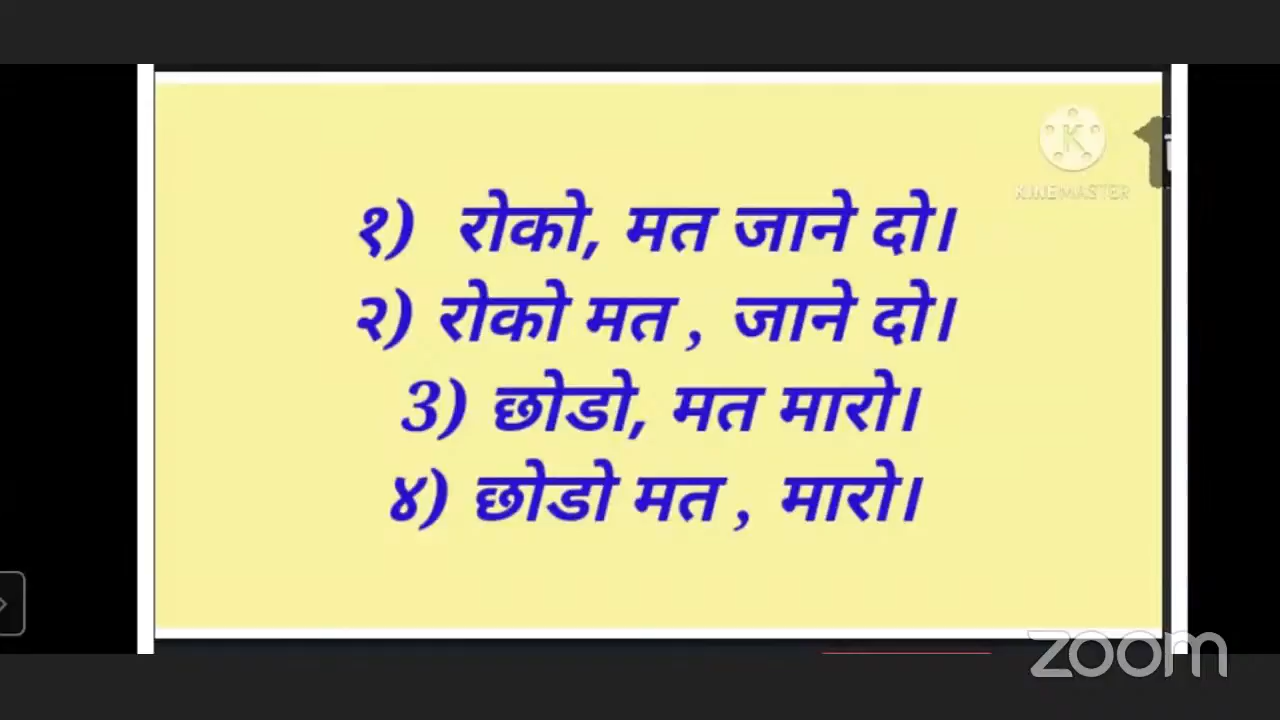 १) रोको, मत जाने दो।
२) रोको मत , जाने दो।
3) छोडो, मत मारो।
४) छोडो मत , मारो।
KINEMASTER
zoom